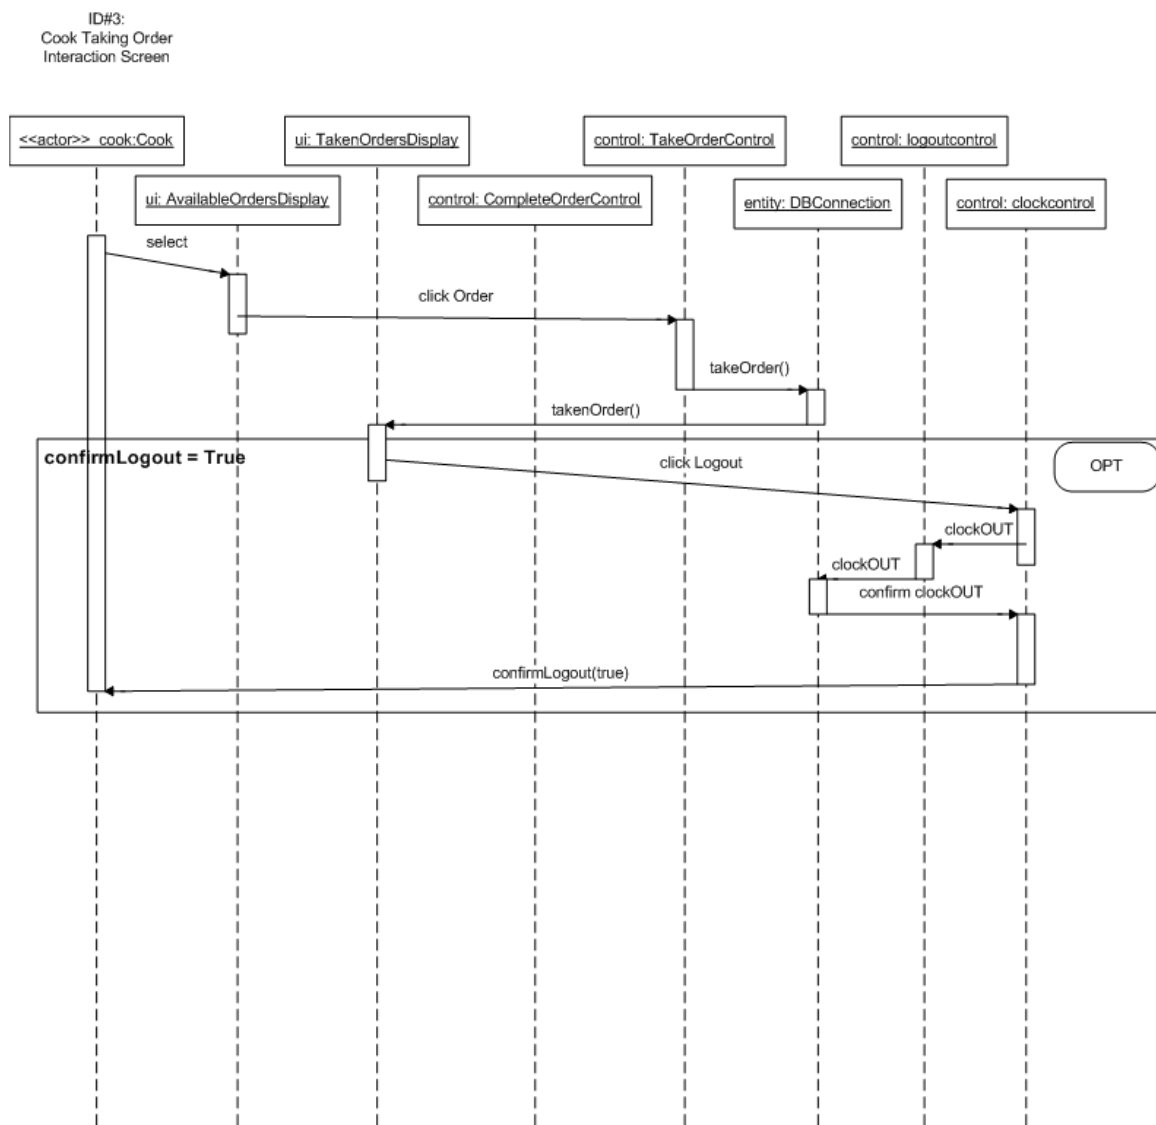 ID#3:
Cook Taking Order
Interaction Screen
<<actor>> cook:Cook
ui: TakenOrdersDisplay
control: TakeOrderControl
control: logoutcontrol
ui: AvailableOrdersDisplay
control: CompleteOrderControl
entity: DBConnection
control: clockcontrol
select
click Order
takeOrder()
takenOrder()
confirmLogout = True
OPT
click Logout
clockOUT
clockOUT
confirm clockOUT
confirmLogout(true)